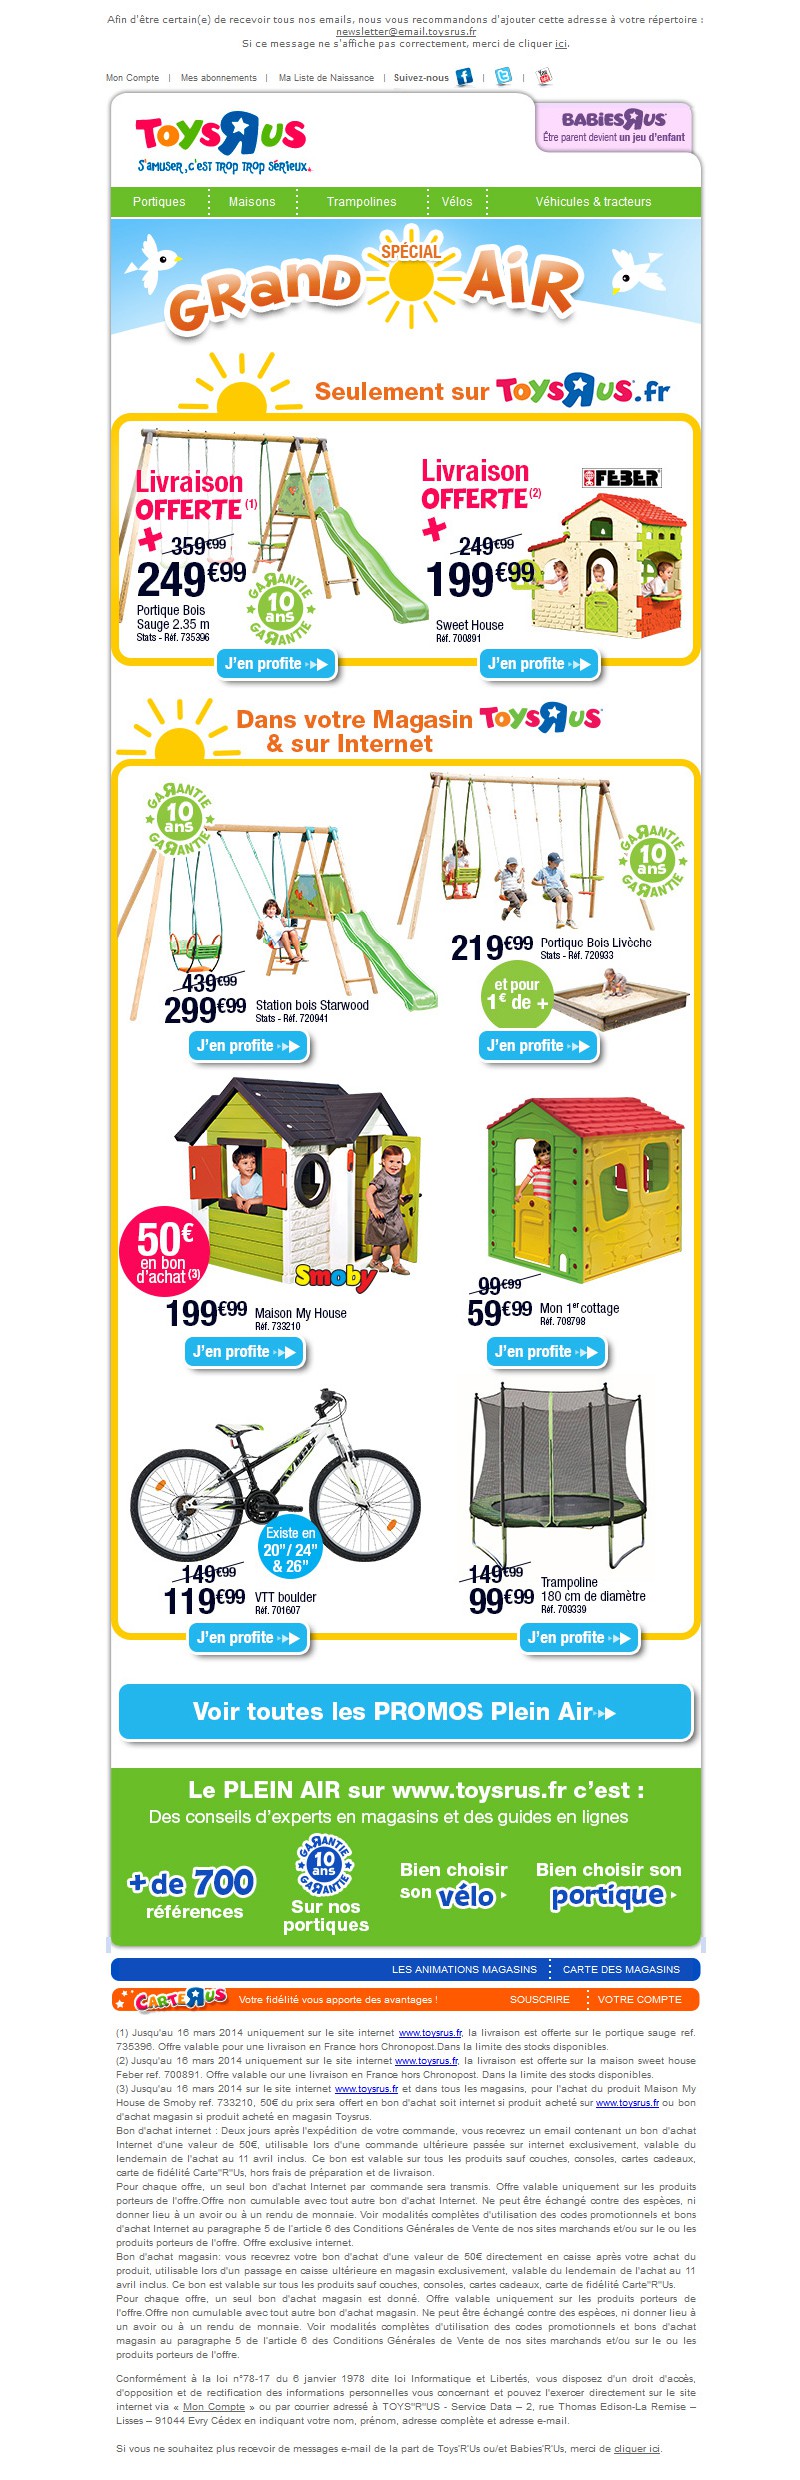 Afin d'être certain(e) de recevoir tous nos emails, nous vous recommandons d'ajouter cette adresse à votre répertoire :
newsletter@email.toysrus.fr
Si ce message ne s'affiche pas correctement, merci de cliquer ici.
Mon Compte | Mes abonnements | Ma Liste de Naissance | Suivez-nous | |
TOYSЯUS
S'AMUSER, C'EST TROP TROP SÉRIEUX.
BABIESЯUS
Être parent devient un jeu d'enfant
Portiques Maisons Trampolines Vélos Véhicules & tracteurs
SPÉCIAL
GRAND AIR
Seulement sur TOYSЯUS.fr
Livraison
OFFERTE (1)
+ 359€99
249€99
Portique Bois
Sauge 2.35 m
Stats - Réf. 735396
GARANTIE
10
ans
GARANTIE
J'en profite
Livraison
OFFERTE (2)
FEBER
+ 249€99
199€99
Sweet House
Réf. 700891
J'en profite
Dans votre Magasin TOYSЯUS
& sur Internet
GARANTIE
10
ans
GARANTIE
439€99
299€99 Station bois Starwood
Stats - Réf. 720941
J'en profite
GARANTIE
10
ans
GARANTIE
219€99 Portique Bois Livèche
Stats - Réf. 720933
et pour
1€ de +
J'en profite
50€
en bon
d'achat (3)
Smoby
199€99 Maison My House
Réf. 733210
J'en profite
99€99
59€99 Mon 1er cottage
Réf. 708798
J'en profite
Existe en
20"/ 24"
& 26"
149€99
119€99 VTT boulder
Réf. 701607
J'en profite
149€99
99€99 Trampoline
180 cm de diamètre
Réf. 709339
J'en profite
Voir toutes les PROMOS Plein Air
Le PLEIN AIR sur www.toysrus.fr c'est :
Des conseils d'experts en magasins et des guides en lignes
+ de 700
références
GARANTIE
10
ans
GARANTIE
Sur nos
portiques
Bien choisir
son vélo
Bien choisir son
portique
LES ANIMATIONS MAGASINS CARTE DES MAGASINS
CARTEЯUS Votre fidélité vous apporte des avantages ! SOUSCRIRE VOTRE COMPTE
(1) Jusqu'au 16 mars 2014 uniquement sur le site internet www.toysrus.fr, la livraison est offerte sur le portique sauge ref.
735396. Offre valable pour une livraison en France hors Chronopost.Dans la limite des stocks disponibles.
(2) Jusqu'au 16 mars 2014 uniquement sur le site internet www.toysrus.fr, la livraison est offerte sur la maison sweet house
Feber ref. 700891. Offre valable our une livraison en France hors Chronopost. Dans la limite des stocks disponibles.
(3) Jusqu'au 16 mars 2014 sur le site internet www.toysrus.fr et dans tous les magasins, pour l'achat du produit Maison My
House de Smoby ref. 733210, 50€ du prix sera offert en bon d'achat soit internet si produit acheté sur www.toysrus.fr ou bon
d'achat magasin si produit acheté en magasin Toysrus.
Bon d'achat internet : Deux jours après l'expédition de votre commande, vous recevrez un email contenant un bon d'achat
Internet d'une valeur de 50€, utilisable lors d'une commande ultérieure passée sur internet exclusivement, valable du
lendemain de l'achat au 11 avril inclus. Ce bon est valable sur tous les produits sauf couches, consoles, cartes cadeaux,
carte de fidélité Carte"R"Us, hors frais de préparation et de livraison.
Pour chaque offre, un seul bon d'achat Internet par commande sera transmis. Offre valable uniquement sur les produits
porteurs de l'offre.Offre non cumulable avec tout autre bon d'achat Internet. Ne peut être échangé contre des espèces, ni
donner lieu à un avoir ou à un rendu de monnaie. Voir modalités complètes d'utilisation des codes promotionnels et bons
d'achat Internet au paragraphe 5 de l'article 6 des Conditions Générales de Vente de nos sites marchands et/ou sur le ou les
produits porteurs de l'offre. Offre exclusive internet.
Bon d'achat magasin: vous recevrez votre bon d'achat d'une valeur de 50€ directement en caisse après votre achat du
produit, utilisable lors d'un passage en caisse ultérieure en magasin exclusivement, valable du lendemain de l'achat au 11
avril inclus. Ce bon est valable sur tous les produits sauf couches, consoles, cartes cadeaux, carte de fidélité Carte"R"Us.
Pour chaque offre, un seul bon d'achat magasin est donné. Offre valable uniquement sur les produits porteurs de
l'offre.Offre non cumulable avec tout autre bon d'achat magasin. Ne peut être échangé contre des espèces, ni donner lieu à
un avoir ou à un rendu de monnaie. Voir modalités complètes d'utilisation des codes promotionnels et bons d'achat
magasin au paragraphe 5 de l'article 6 des Conditions Générales de Vente de nos sites marchands et/ou sur le ou les
produits porteurs de l'offre.
Conformément à la loi n°78-17 du 6 janvier 1978 dite loi Informatique et Libertés, vous disposez d'un droit d'accès,
d'opposition et de rectification des informations personnelles vous concernant et pouvez l'exercer directement sur le site
internet via « Mon Compte » ou par courrier adressé à TOYS"R"US - Service Data – 2, rue Thomas Edison-La Remise –
Lisses – 91044 Evry Cédex en indiquant votre nom, prénom, adresse complète et adresse e-mail.
Si vous ne souhaitez plus recevoir de messages e-mail de la part de Toys'R'Us ou/et Babies'R'Us, merci de cliquer ici.